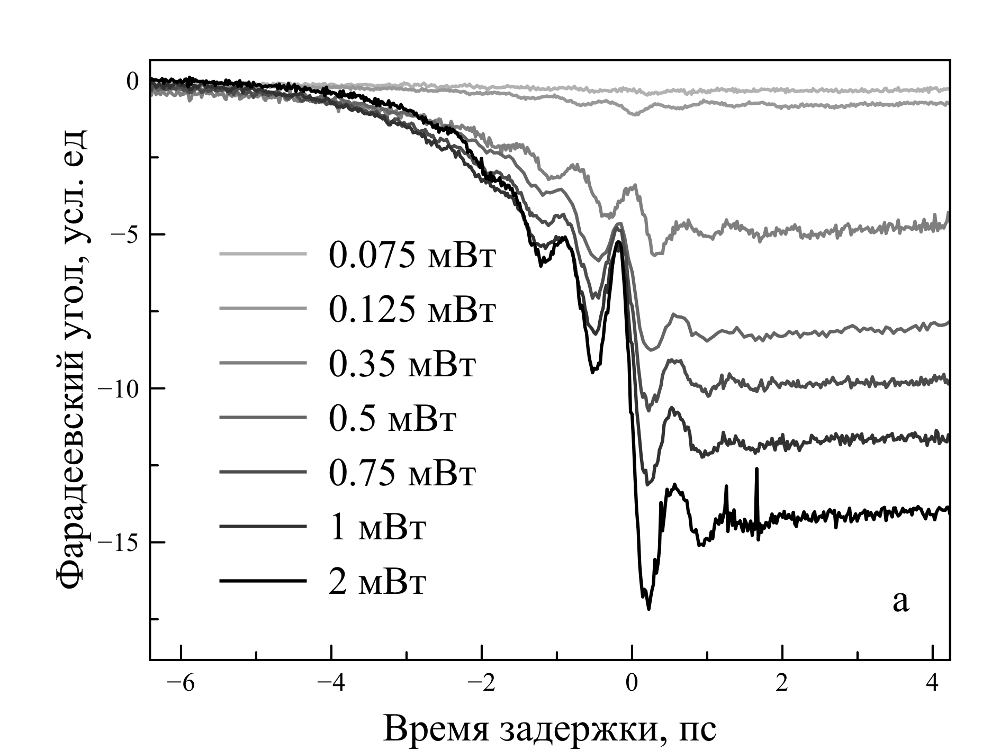 Фарадеевский угол, усл. ед
0
−5
−10
−15
0.075 мВт
0.125 мВт
0.35 мВт
0.5 мВт
0.75 мВт
1 мВт
2 мВт
а
−6 −4 −2 0 2 4
Время задержки, пс